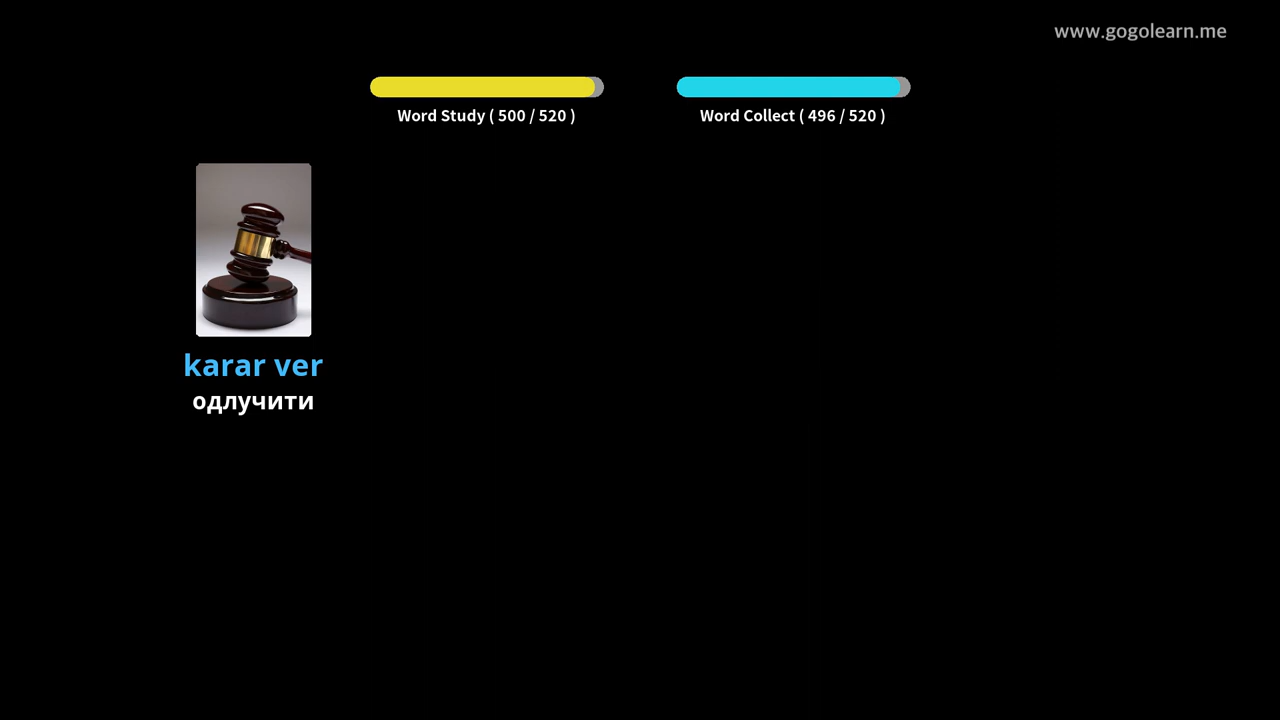 www.gogolearn.me
Word Study ( 500 / 520 )
Word Collect ( 496 / 520 )
karar ver
одлучити